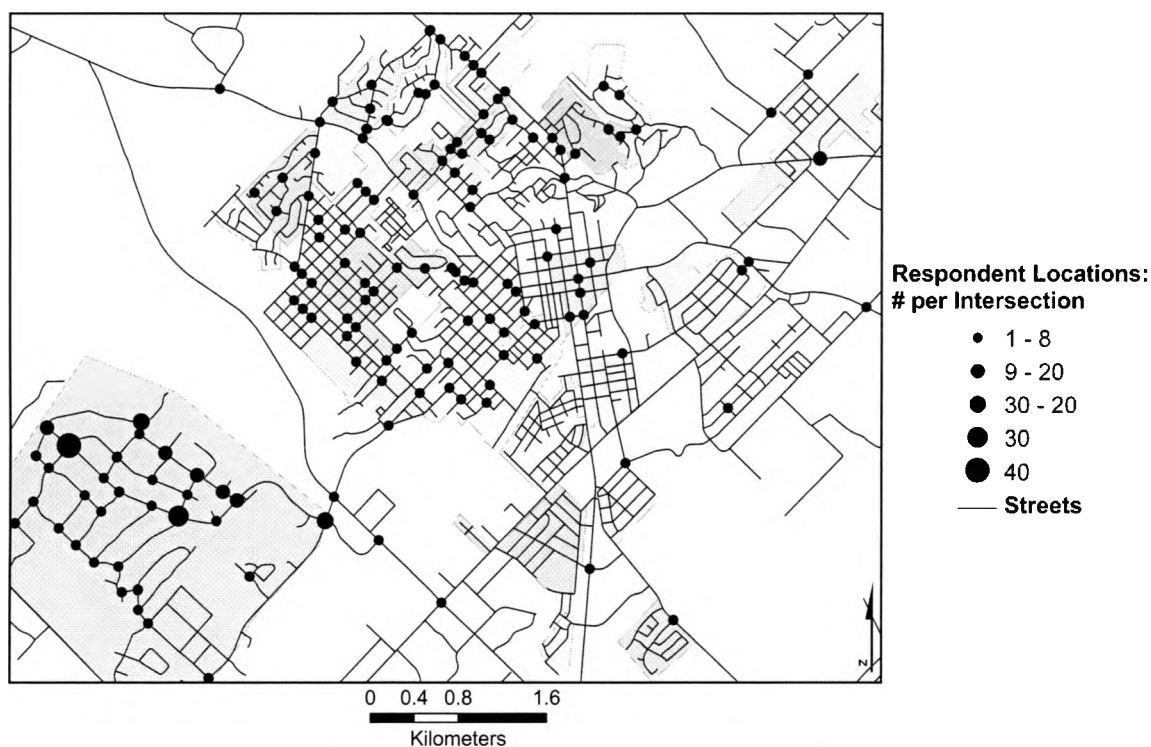 Respondent Locations:
# per Intersection
1 - 8
9 - 20
30 - 20
30
40
Streets
N
0 0.4 0.8 1.6
Kilometers